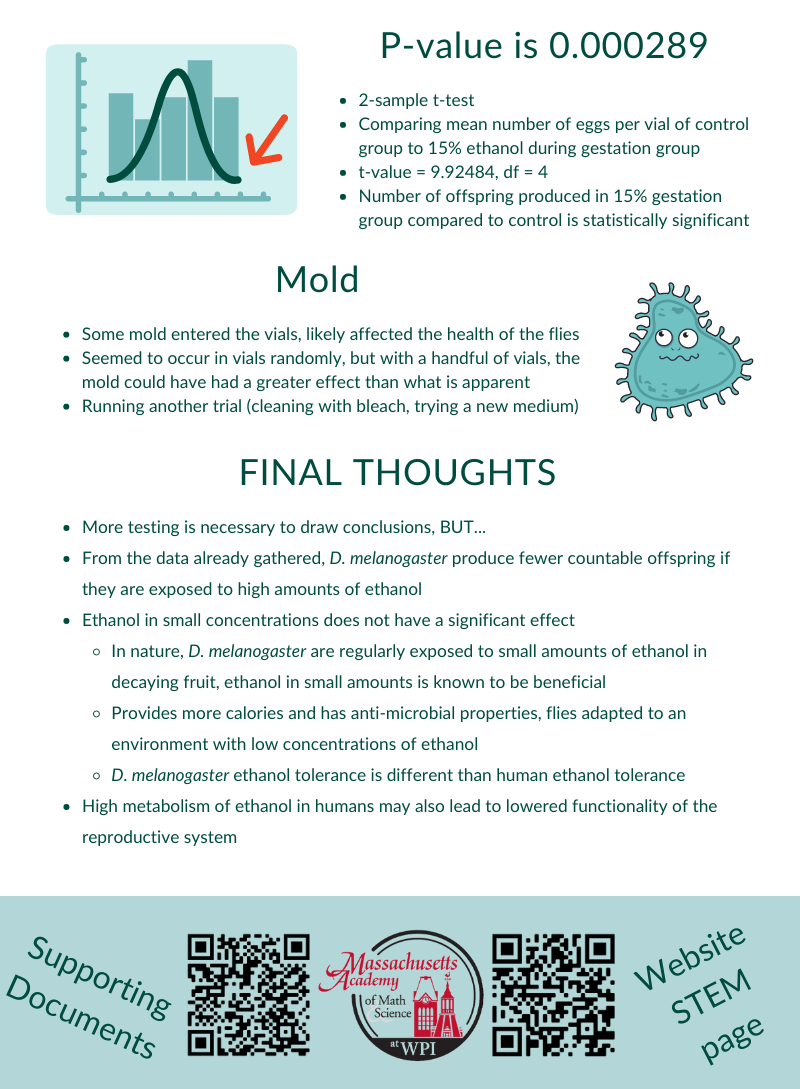 P-value is 0.000289
• 2-sample t-test
• Comparing mean number of eggs per vial of control
group to 15% ethanol during gestation group
• t-value = 9.92484, df = 4
• Number of offspring produced in 15% gestation
group compared to control is statistically significant
Mold
• Some mold entered the vials, likely affected the health of the flies
• Seemed to occur in vials randomly, but with a handful of vials, the
mold could have had a greater effect than what is apparent
• Running another trial (cleaning with bleach, trying a new medium)
FINAL THOUGHTS
• More testing is necessary to draw conclusions, BUT...
• From the data already gathered, D. melanogaster produce fewer countable offspring if
they are exposed to high amounts of ethanol
• Ethanol in small concentrations does not have a significant effect
◦ In nature, D. melanogaster are regularly exposed to small amounts of ethanol in
decaying fruit, ethanol in small amounts is known to be beneficial
◦ Provides more calories and has anti-microbial properties, flies adapted to an
environment with low concentrations of ethanol
◦ D. melanogaster ethanol tolerance is different than human ethanol tolerance
• High metabolism of ethanol in humans may also lead to lowered functionality of the
reproductive system
Supporting
Documents
Massachusetts
Academy
of Math
Science
at WPI
Website
STEM
page